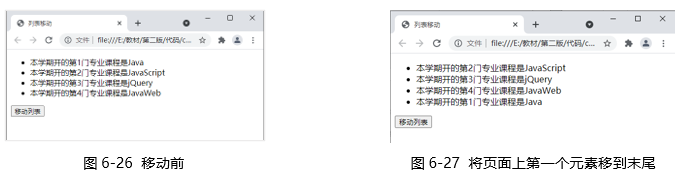 列表移动
文件 | file:///E:/教材/第二版/代码/c...
本学期开的第1门专业课程是Java
本学期开的第2门专业课程是JavaScript
本学期开的第3门专业课程是jQuery
本学期开的第4门专业课程是JavaWeb
移动列表
图 6-26 移动前
列表移动
文件 | file:///E:/教材/第二版/代码/c...
本学期开的第2门专业课程是JavaScript
本学期开的第3门专业课程是jQuery
本学期开的第4门专业课程是JavaWeb
本学期开的第1门专业课程是Java
移动列表
图 6-27 将页面上第一个元素移到末尾